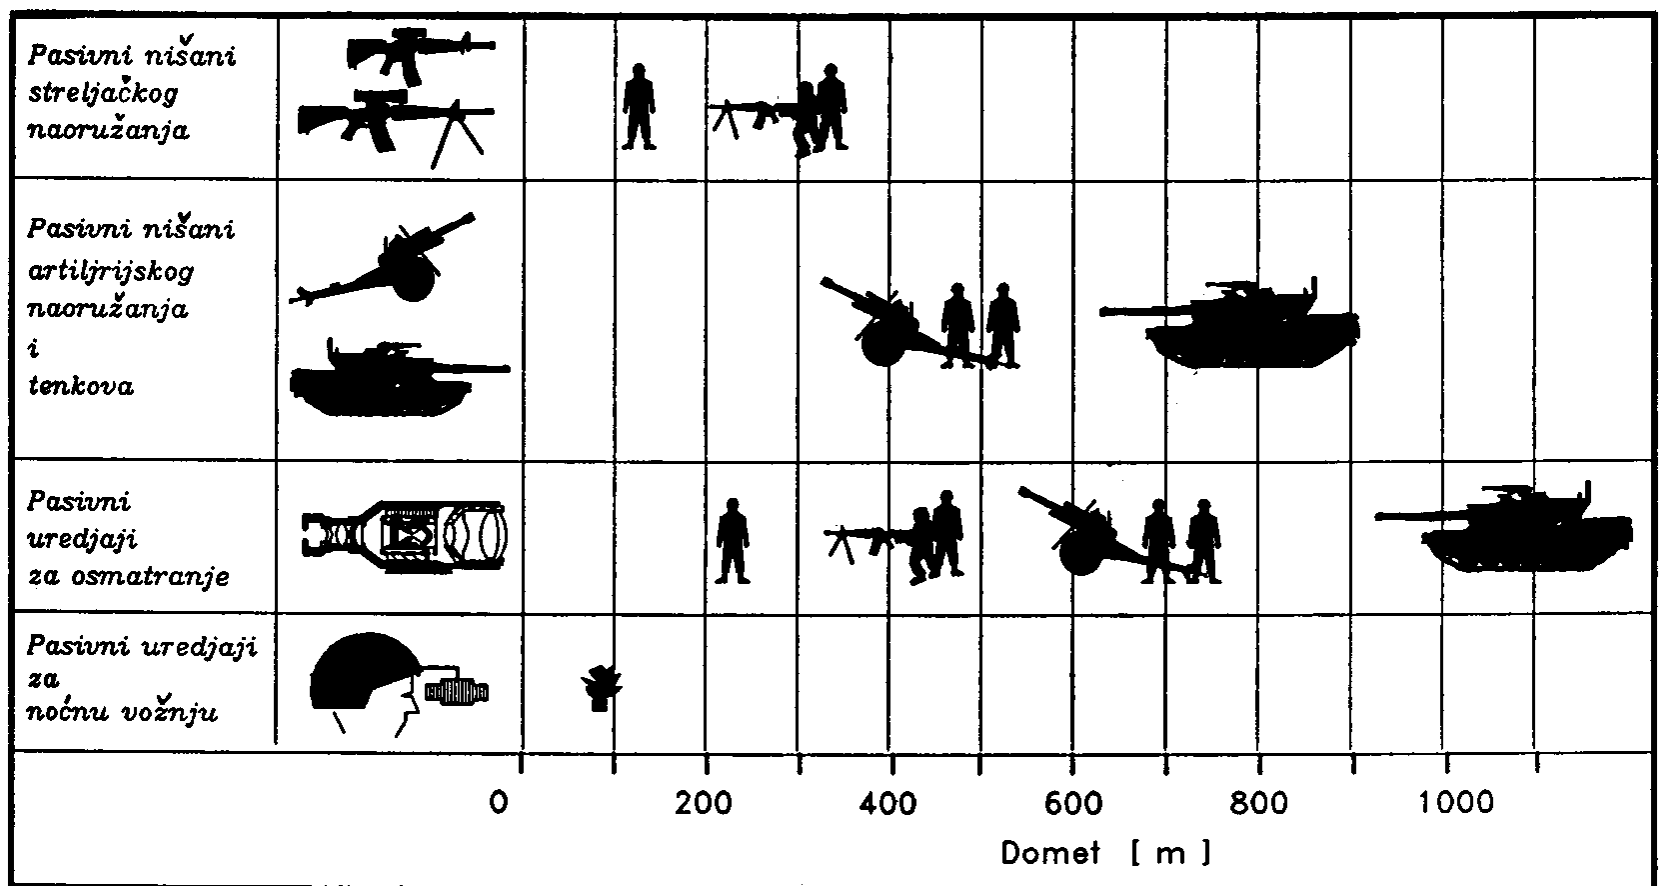 Pasivni nišani
streljačkog
naoružanja
Pasivni nišani
artiljrijskog
naoružanja
i
tenkova
Pasivni
uredjaji
za osmatranje
Pasivni uredjaji
za
noćnu vožnju
0 200 400 600 800 1000
Domet [ m ]